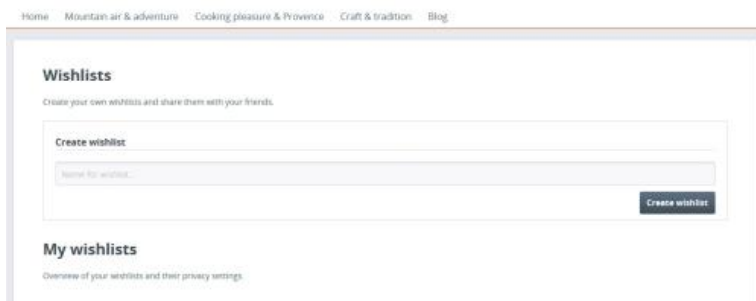 Home Mountain air & adventure Cooking pleasure & Provence Craft & tradition Blog
Wishlists
Create your own wishlists and share them with your friends.
Create wishlist
Name for wishlist...
Create wishlist
My wishlists
Overview of your wishlists and their privacy settings.